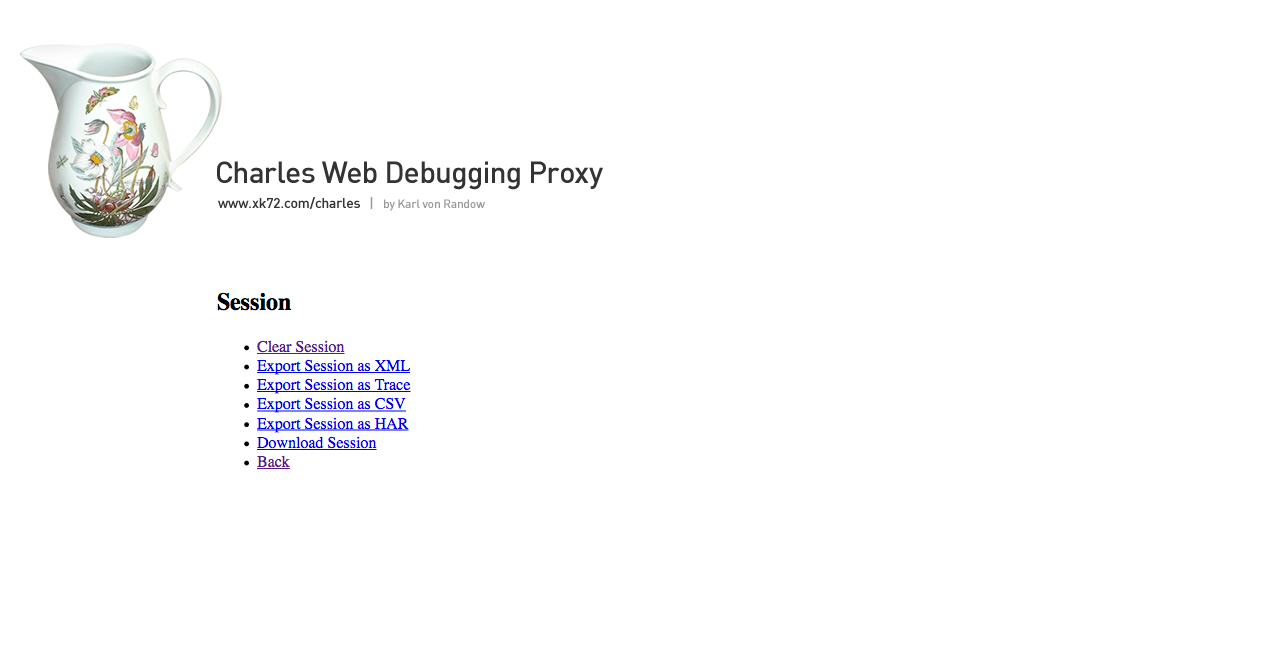 Charles Web Debugging Proxy
www.xk72.com/charles | by Karl von Randow
Session
Clear Session
Export Session as XML
Export Session as Trace
Export Session as CSV
Export Session as HAR
Download Session
Back